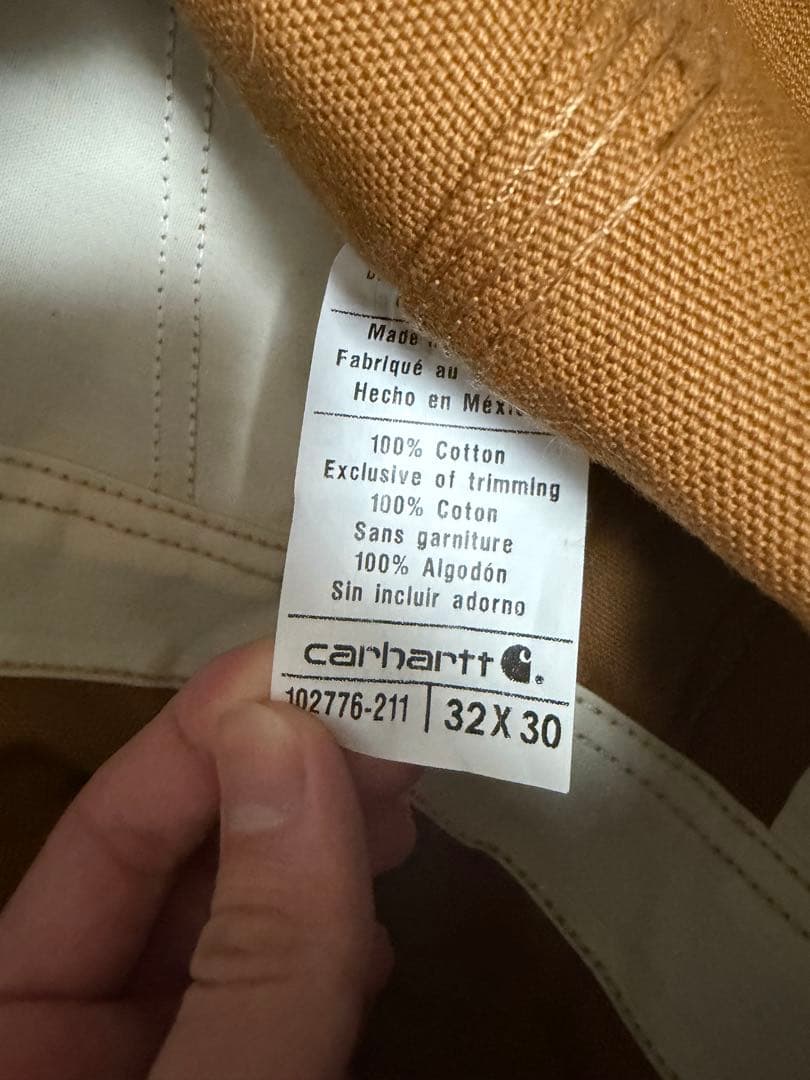 Made
Fabriqué au
Hecho en
100% Cotton
Exclusive of trimming
100% Coton
Sans garniture
100% Algodón
Sin incluir adorno
carhartt
102776-211 32 X 30